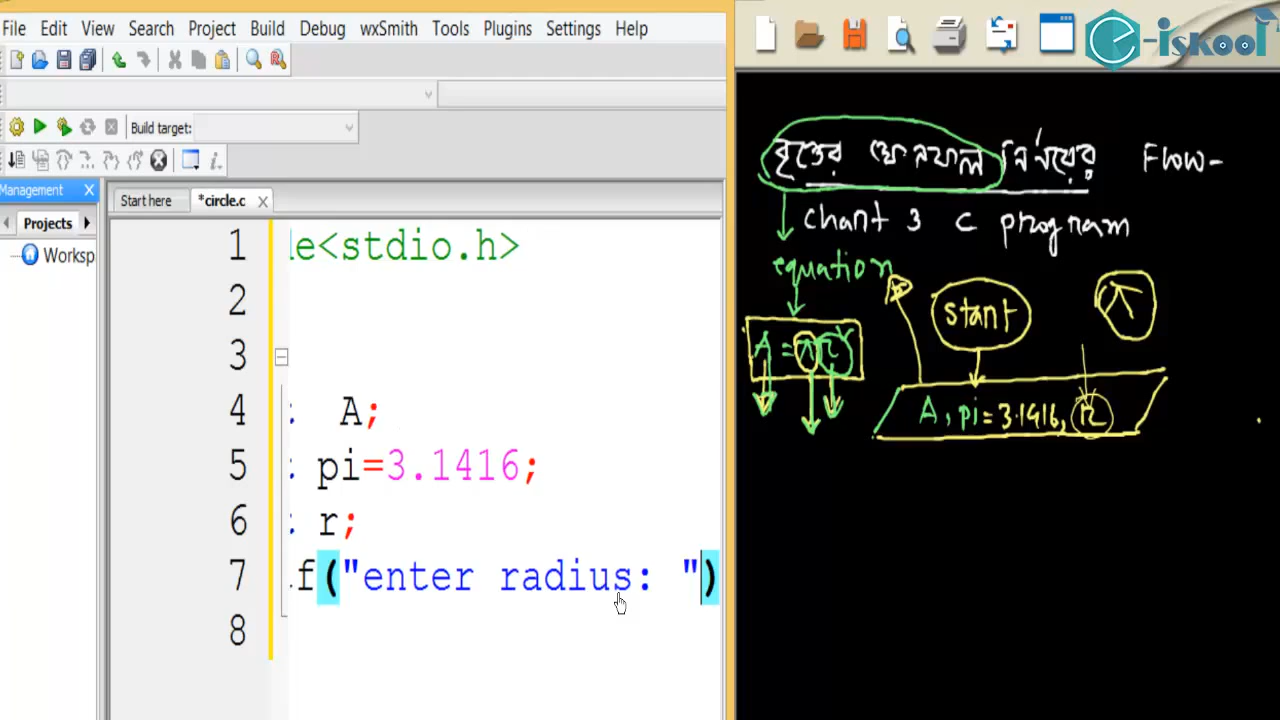 File Edit View Search Project Build Debug wxSmith Tools Plugins Settings Help
Build target:
Management
Projects
Worksp
Start here *circle.c
1 le<stdio.h>
2
3
4 : A;
5 : pi=3.1416;
6 : r;
7 .f("enter radius: ")
8
e-iskool
বৃত্তের ক্ষেত্রফল নির্ণয়ের Flow-
chart ও C program
equation
A = πr²
start
r
A, pi=3.1416, r